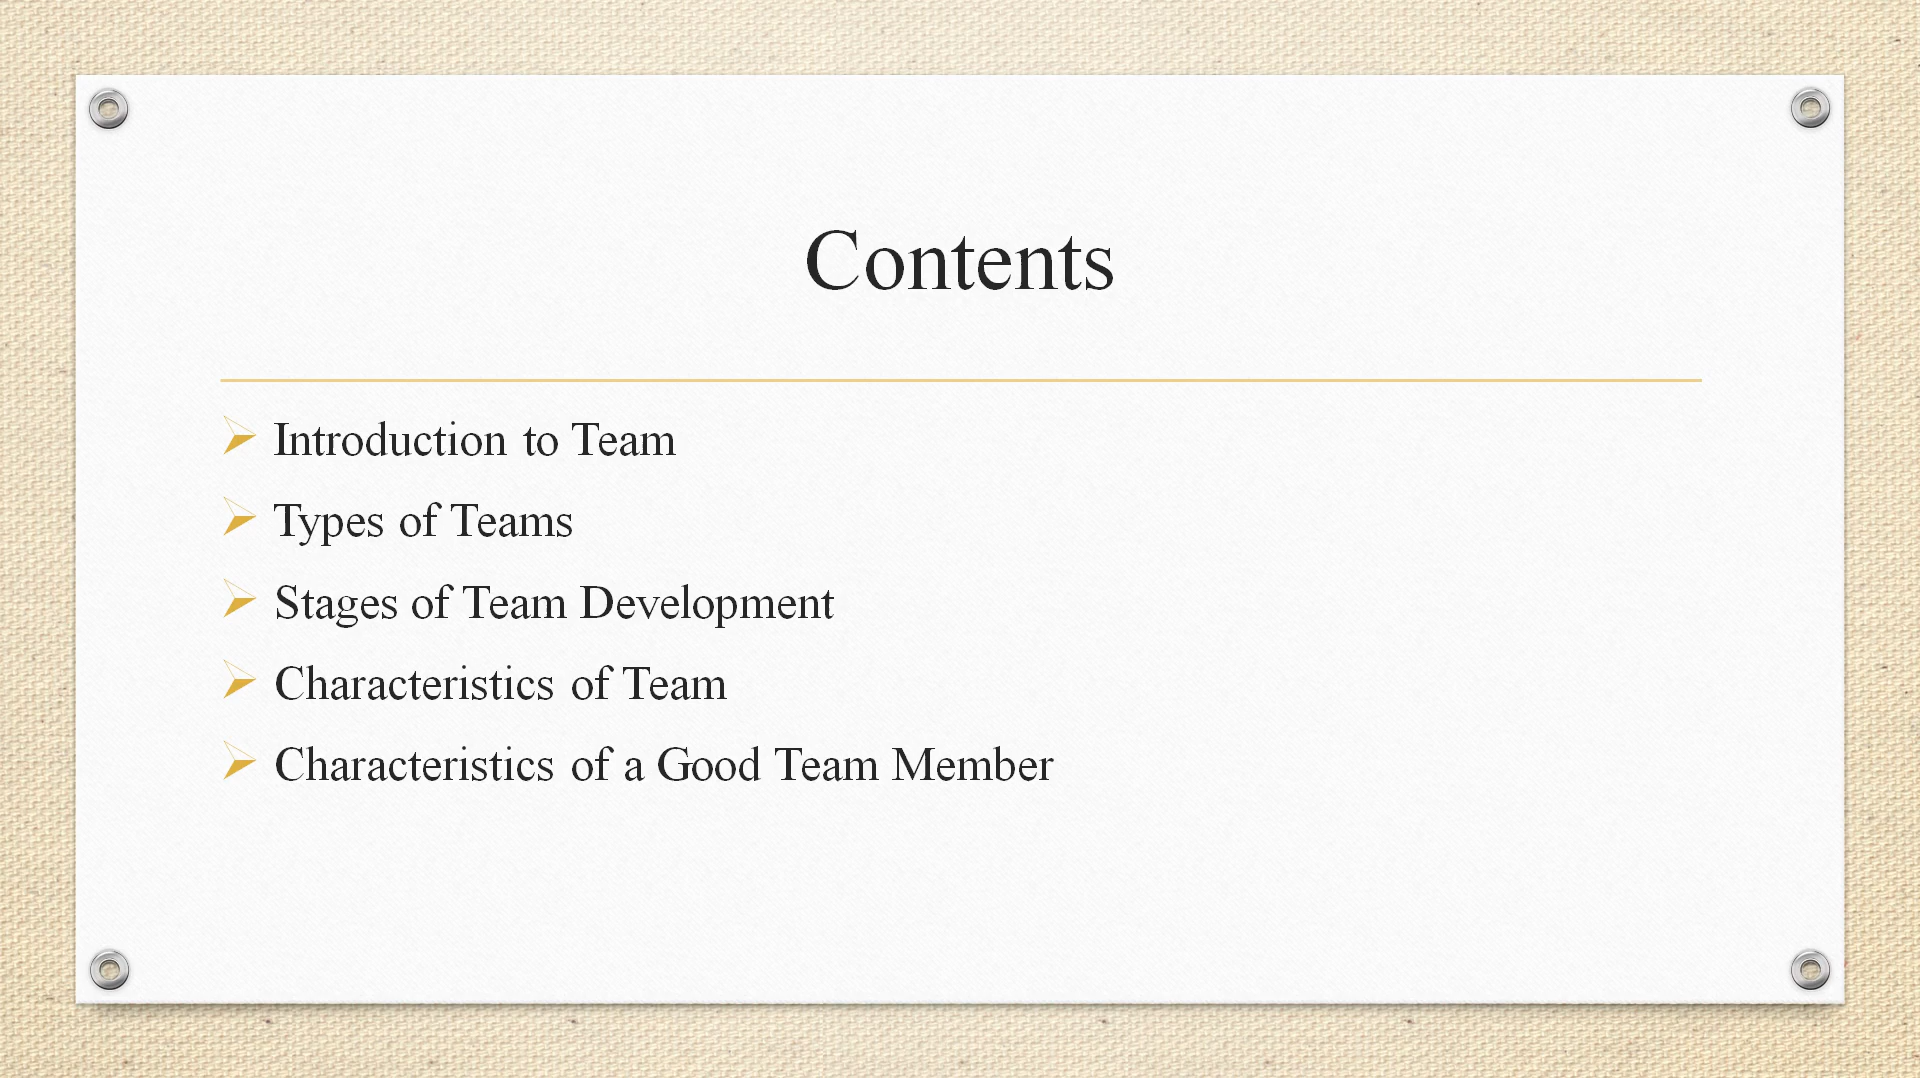 Contents
Introduction to Team
Types of Teams
Stages of Team Development
Characteristics of Team
Characteristics of a Good Team Member